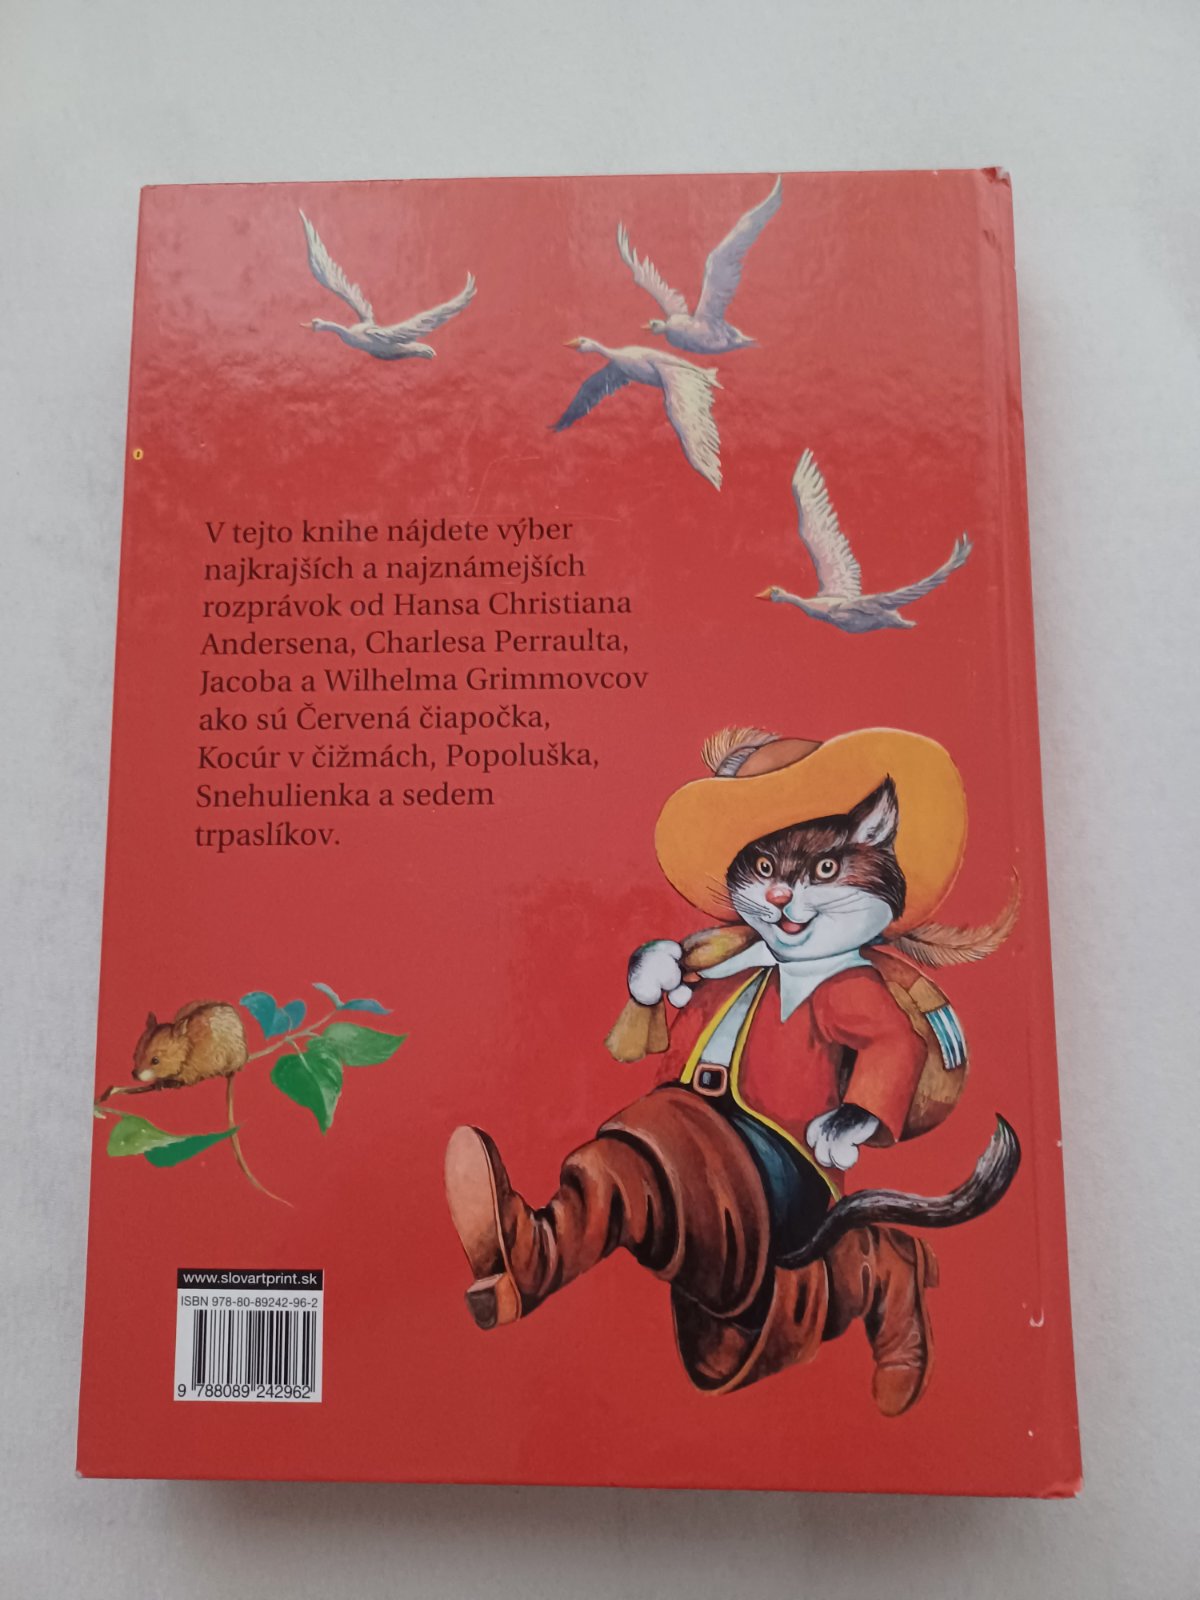 V tejto knihe nájdete výber
najkrajších a najznámejších
rozprávok od Hansa Christiana
Andersena, Charlesa Perraulta,
Jacoba a Wilhelma Grimmovcov
ako sú Červená čiapočka,
Kocúr v čižmách, Popoluška,
Snehulienka a sedem
trpaslíkov.
www.slovartprint.sk
ISBN 978-80-89242-96-2
9 788089 242962